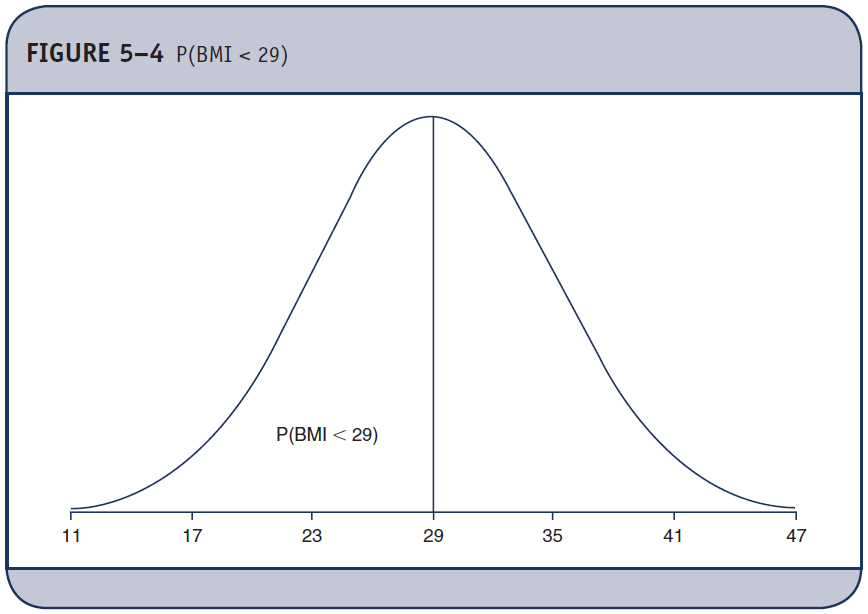 FIGURE 5–4 P(BMI < 29)
P(BMI < 29)
11 17 23 29 35 41 47